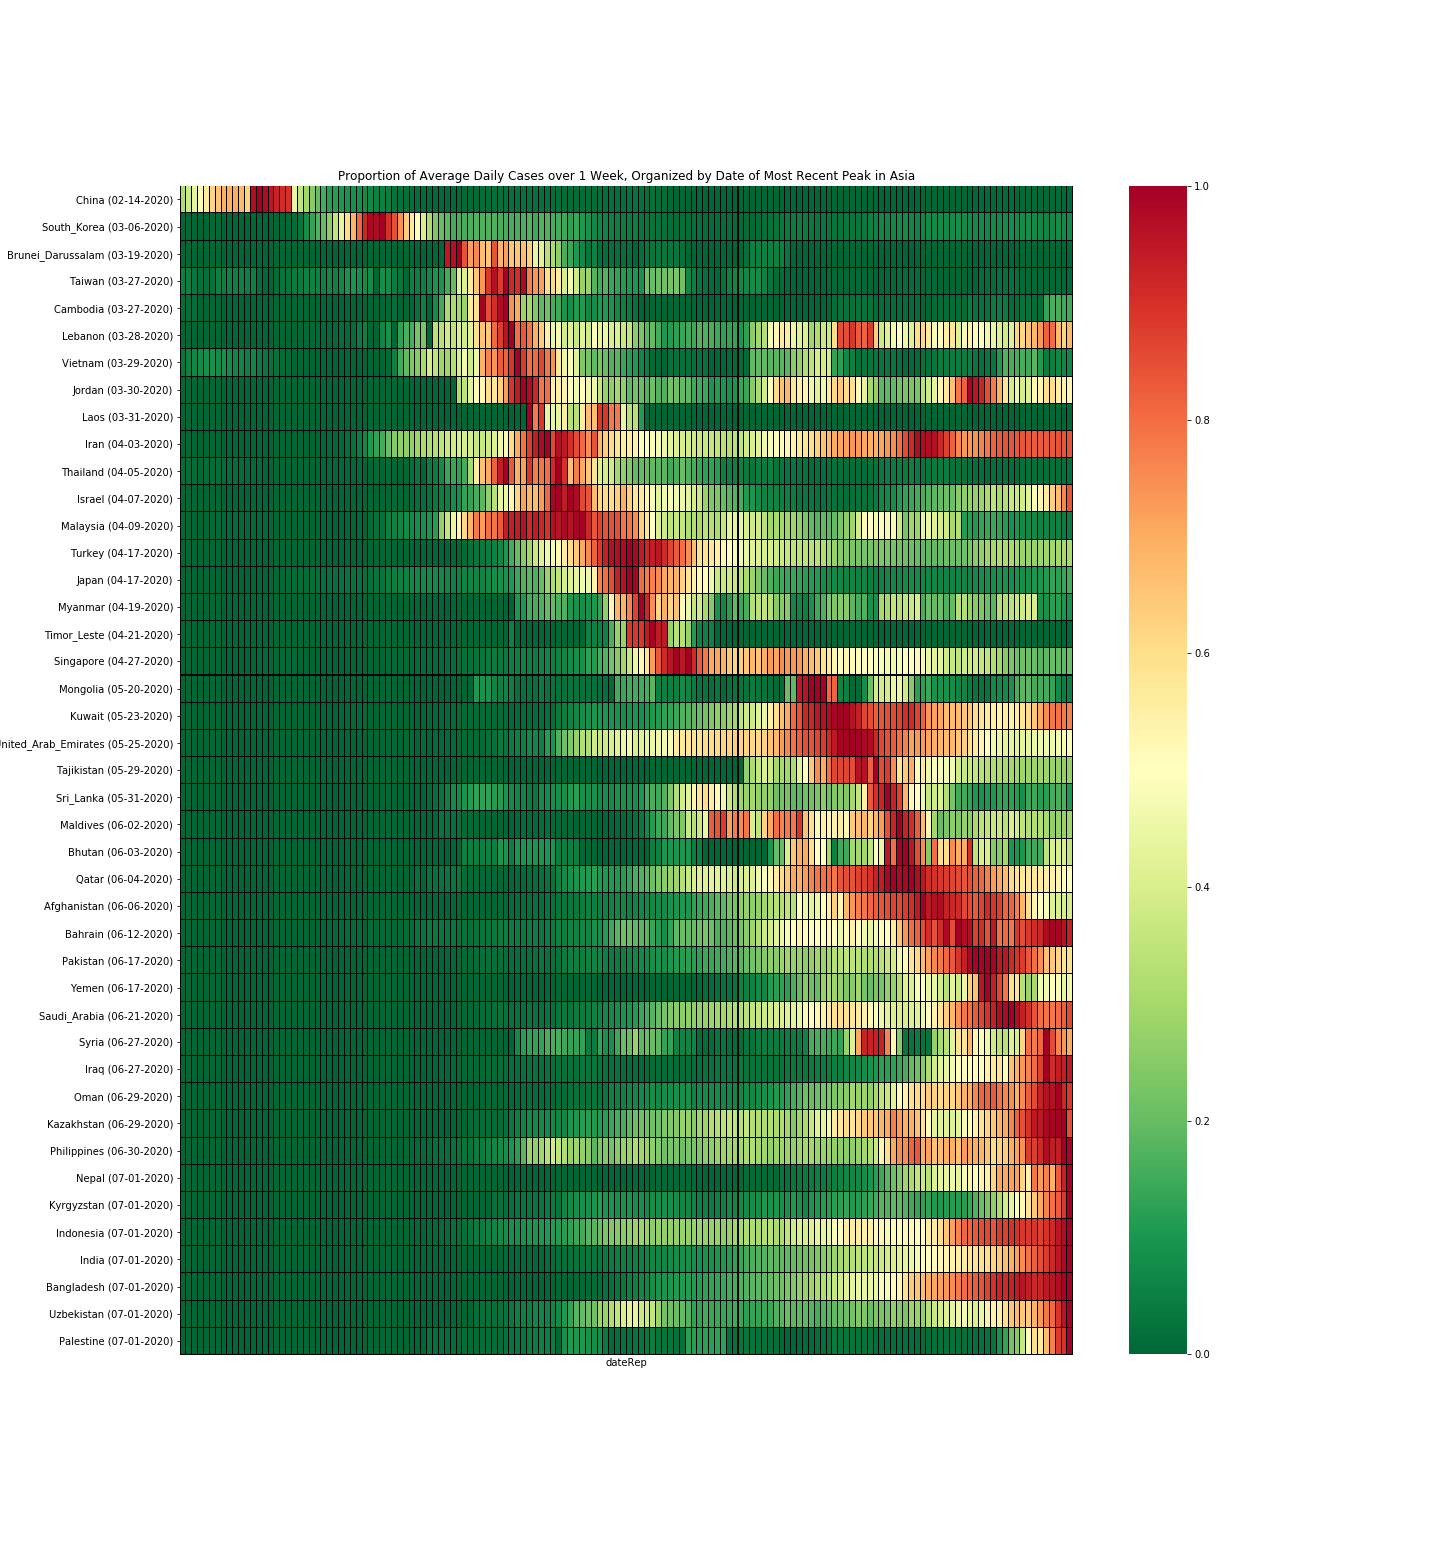 Proportion of Average Daily Cases over 1 Week, Organized by Date of Most Recent Peak in Asia
China (02-14-2020)
South_Korea (03-06-2020)
Brunei_Darussalam (03-19-2020)
Taiwan (03-27-2020)
Cambodia (03-27-2020)
Lebanon (03-28-2020)
Vietnam (03-29-2020)
Jordan (03-30-2020)
Laos (03-31-2020)
Iran (04-03-2020)
Thailand (04-05-2020)
Israel (04-07-2020)
Malaysia (04-09-2020)
Turkey (04-17-2020)
Japan (04-17-2020)
Myanmar (04-19-2020)
Timor_Leste (04-21-2020)
Singapore (04-27-2020)
Mongolia (05-20-2020)
Kuwait (05-23-2020)
nited_Arab_Emirates (05-25-2020)
Tajikistan (05-29-2020)
Sri_Lanka (05-31-2020)
Maldives (06-02-2020)
Bhutan (06-03-2020)
Qatar (06-04-2020)
Afghanistan (06-06-2020)
Bahrain (06-12-2020)
Pakistan (06-17-2020)
Yemen (06-17-2020)
Saudi_Arabia (06-21-2020)
Syria (06-27-2020)
Iraq (06-27-2020)
Oman (06-29-2020)
Kazakhstan (06-29-2020)
Philippines (06-30-2020)
Nepal (07-01-2020)
Kyrgyzstan (07-01-2020)
Indonesia (07-01-2020)
India (07-01-2020)
Bangladesh (07-01-2020)
Uzbekistan (07-01-2020)
Palestine (07-01-2020)
dateRep
1.0
0.8
0.6
0.4
0.2
0.0